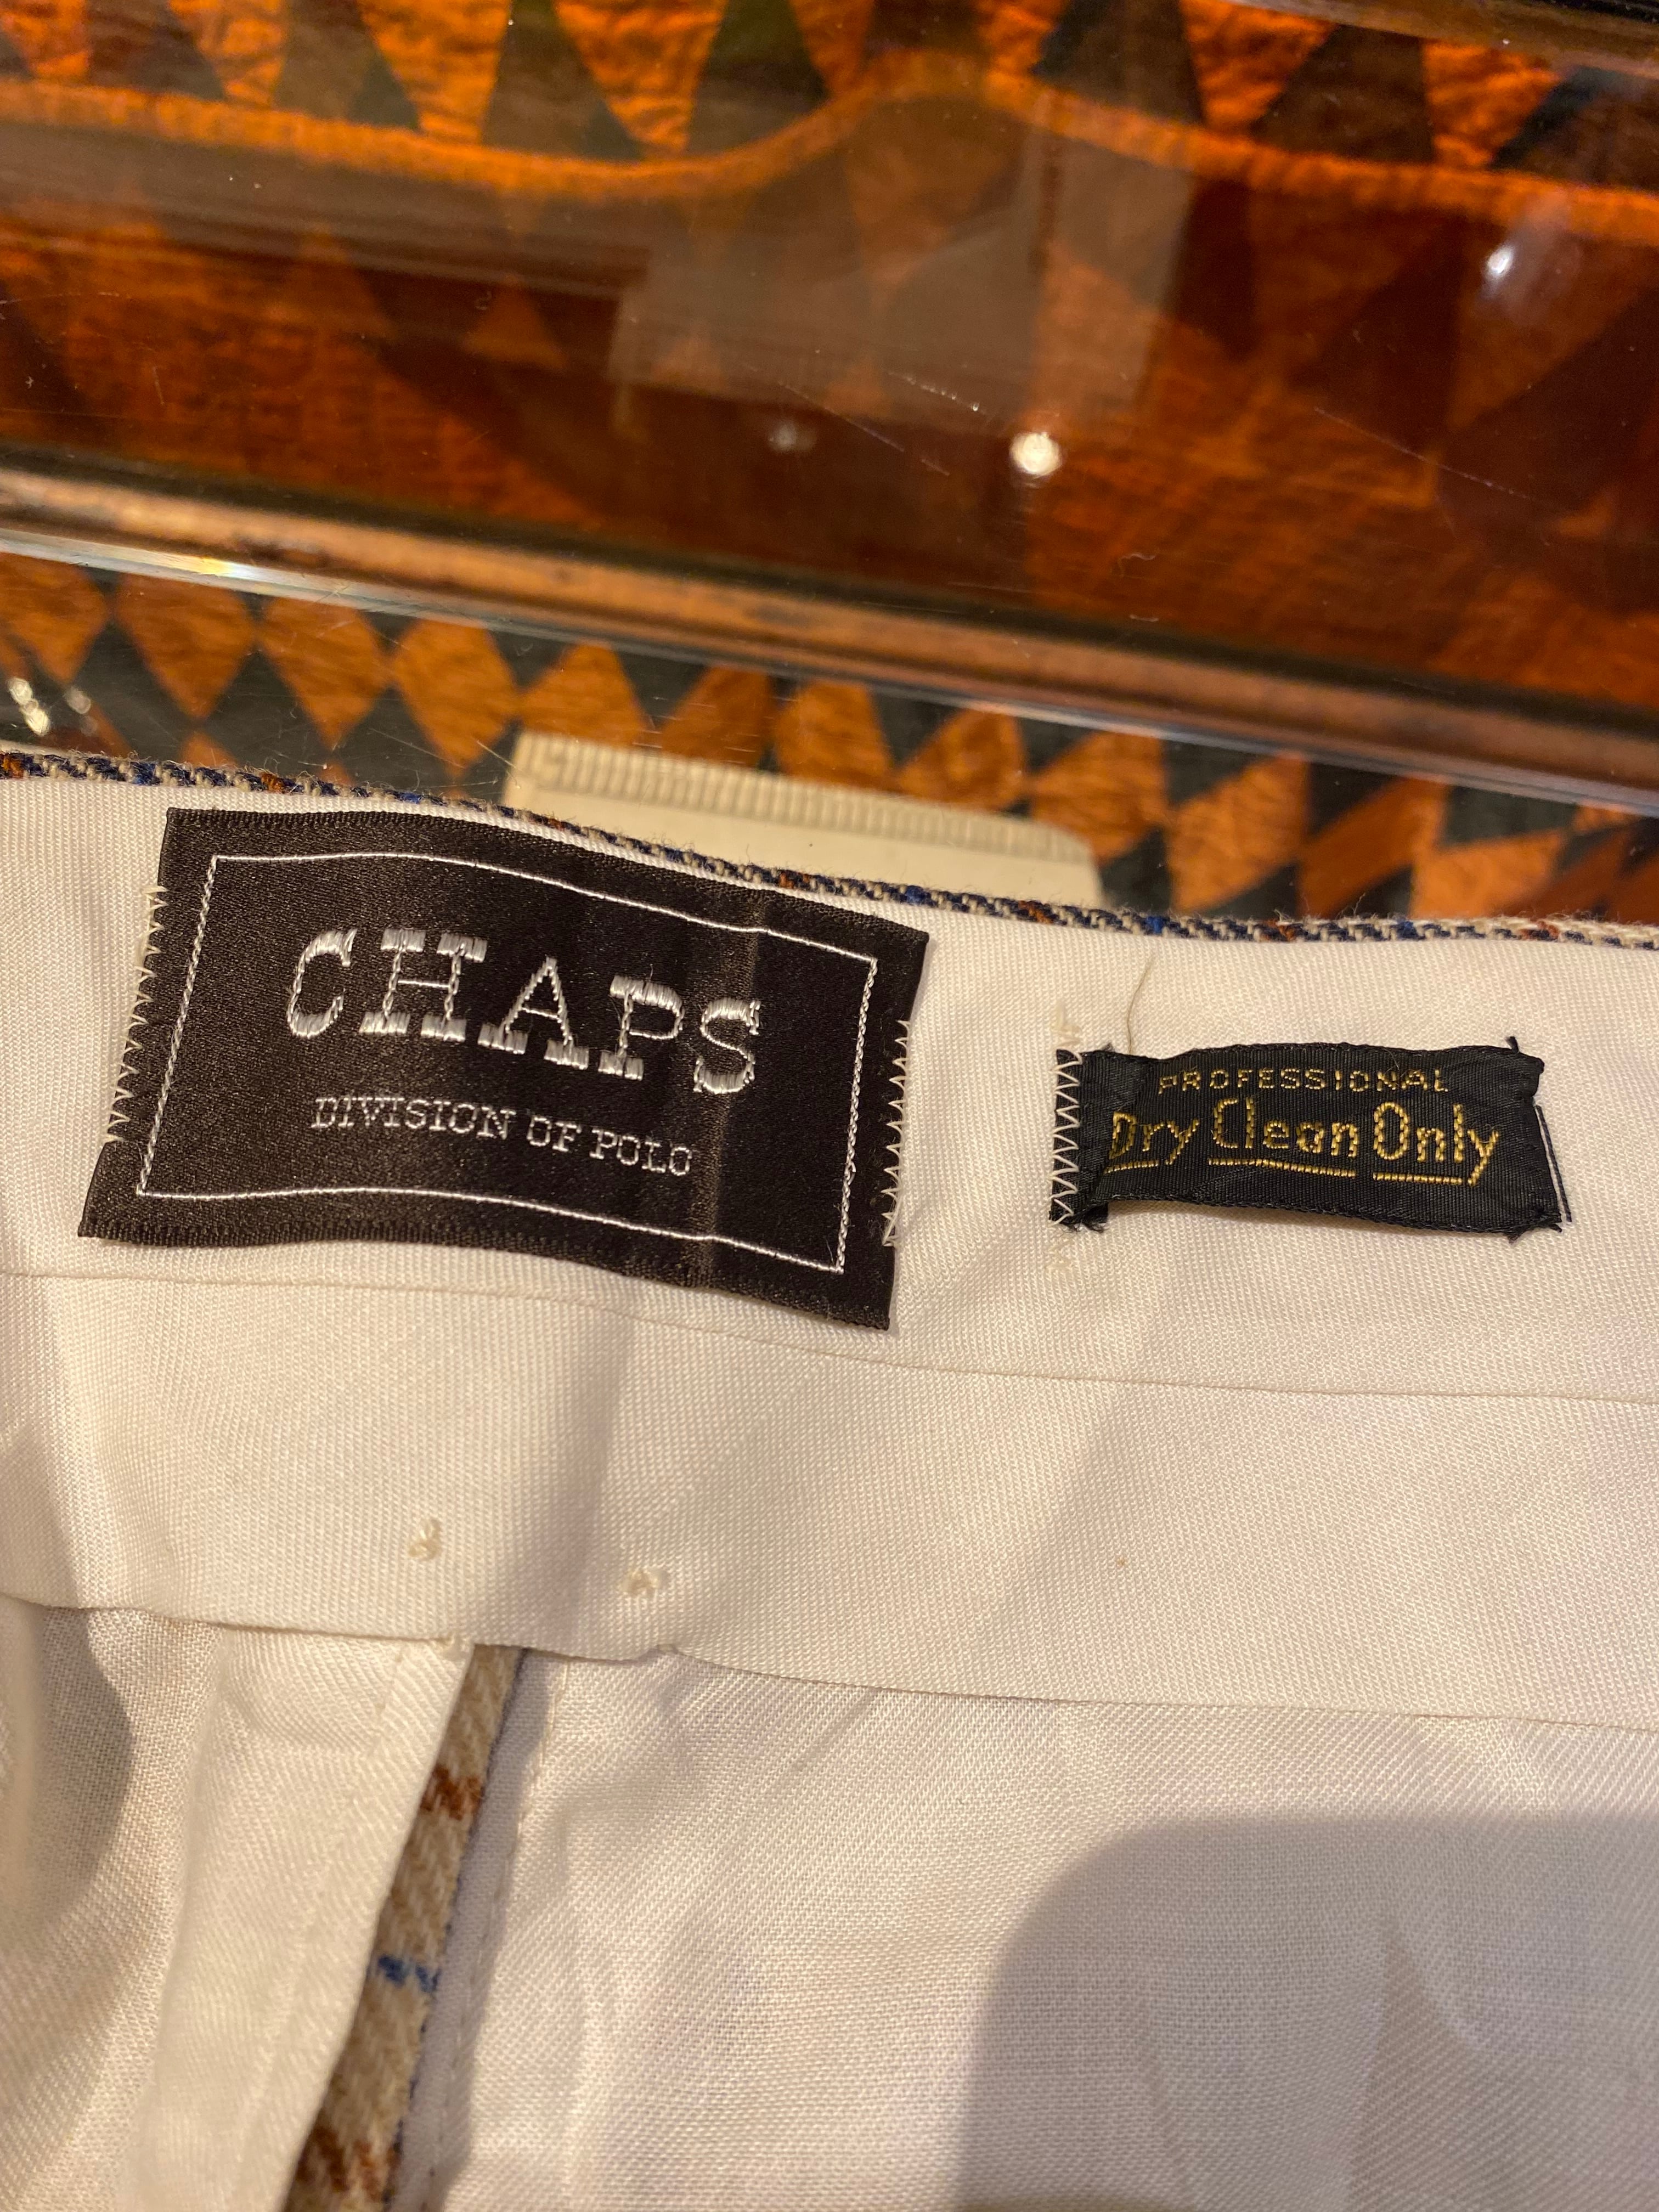 CHAPS
DIVISION OF POLO
PROFESSIONAL
Dry Clean Only